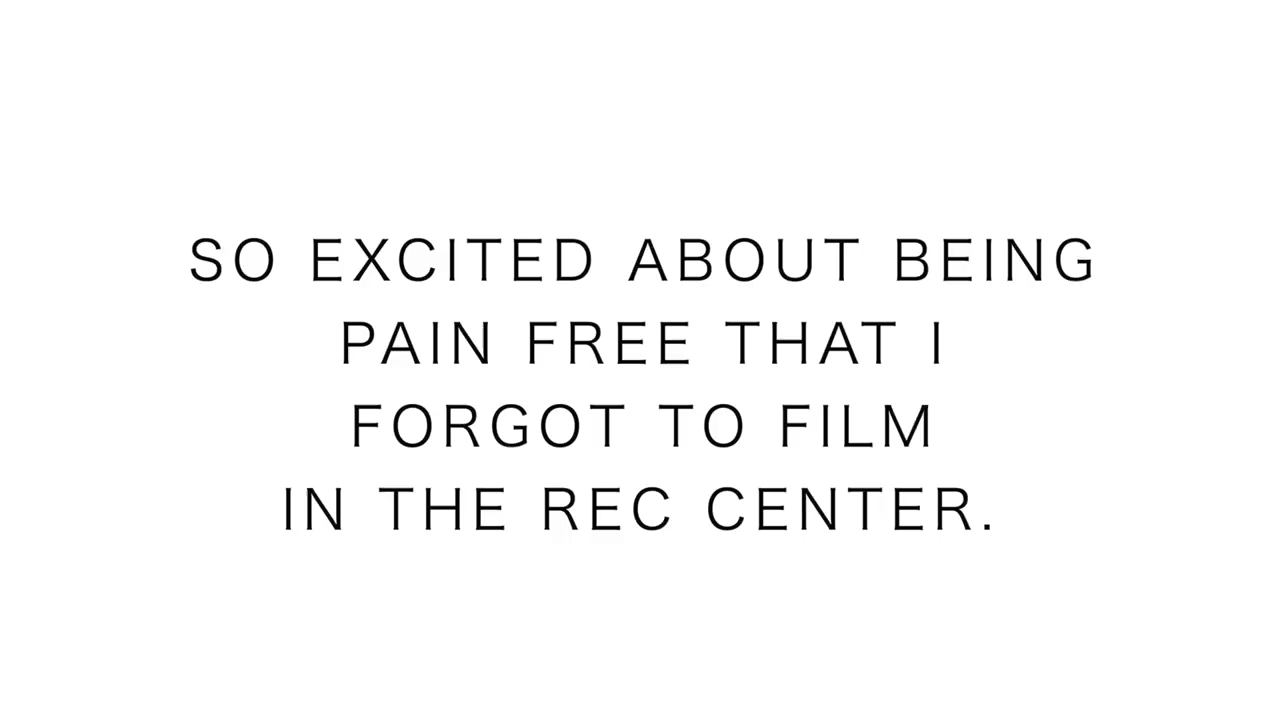 SO EXCITED ABOUT BEING
PAIN FREE THAT I
FORGOT TO FILM
IN THE REC CENTER.